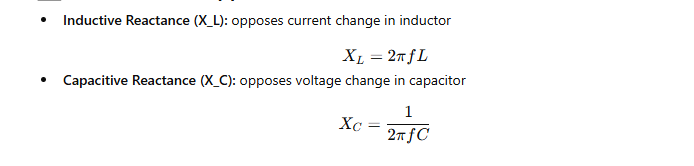 • Inductive Reactance (X_L): opposes current change in inductor
X_L = 2πfL
• Capacitive Reactance (X_C): opposes voltage change in capacitor
X_C = 1 / 2πfC